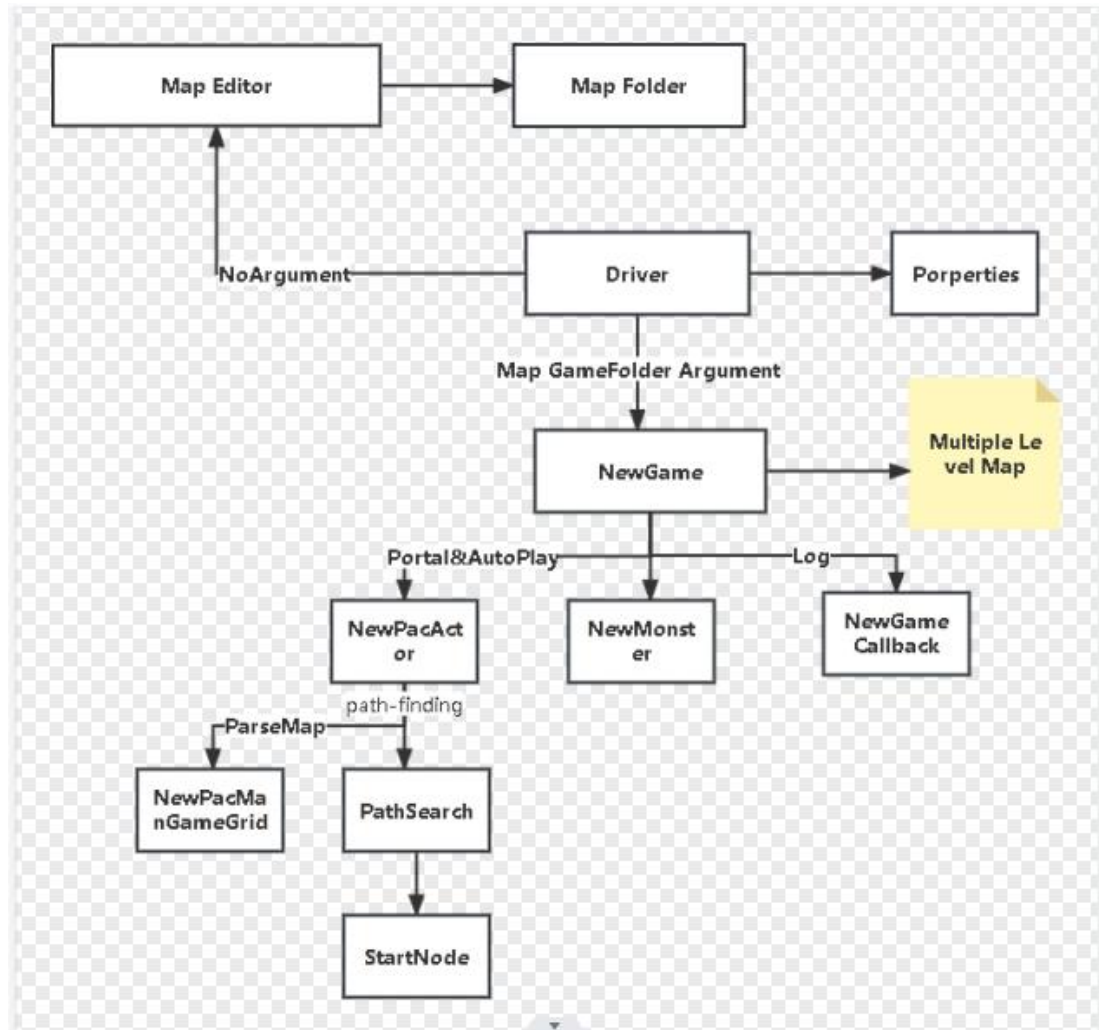 Map Editor
Map Folder
NoArgument
Driver
Porperties
Map GameFolder Argument
NewGame
Multiple Le
vel Map
Portal&AutoPlay
Log
NewPacAct
or
NewMonst
er
NewGame
Callback
path-finding
ParseMap
NewPacMa
nGameGrid
PathSearch
StartNode